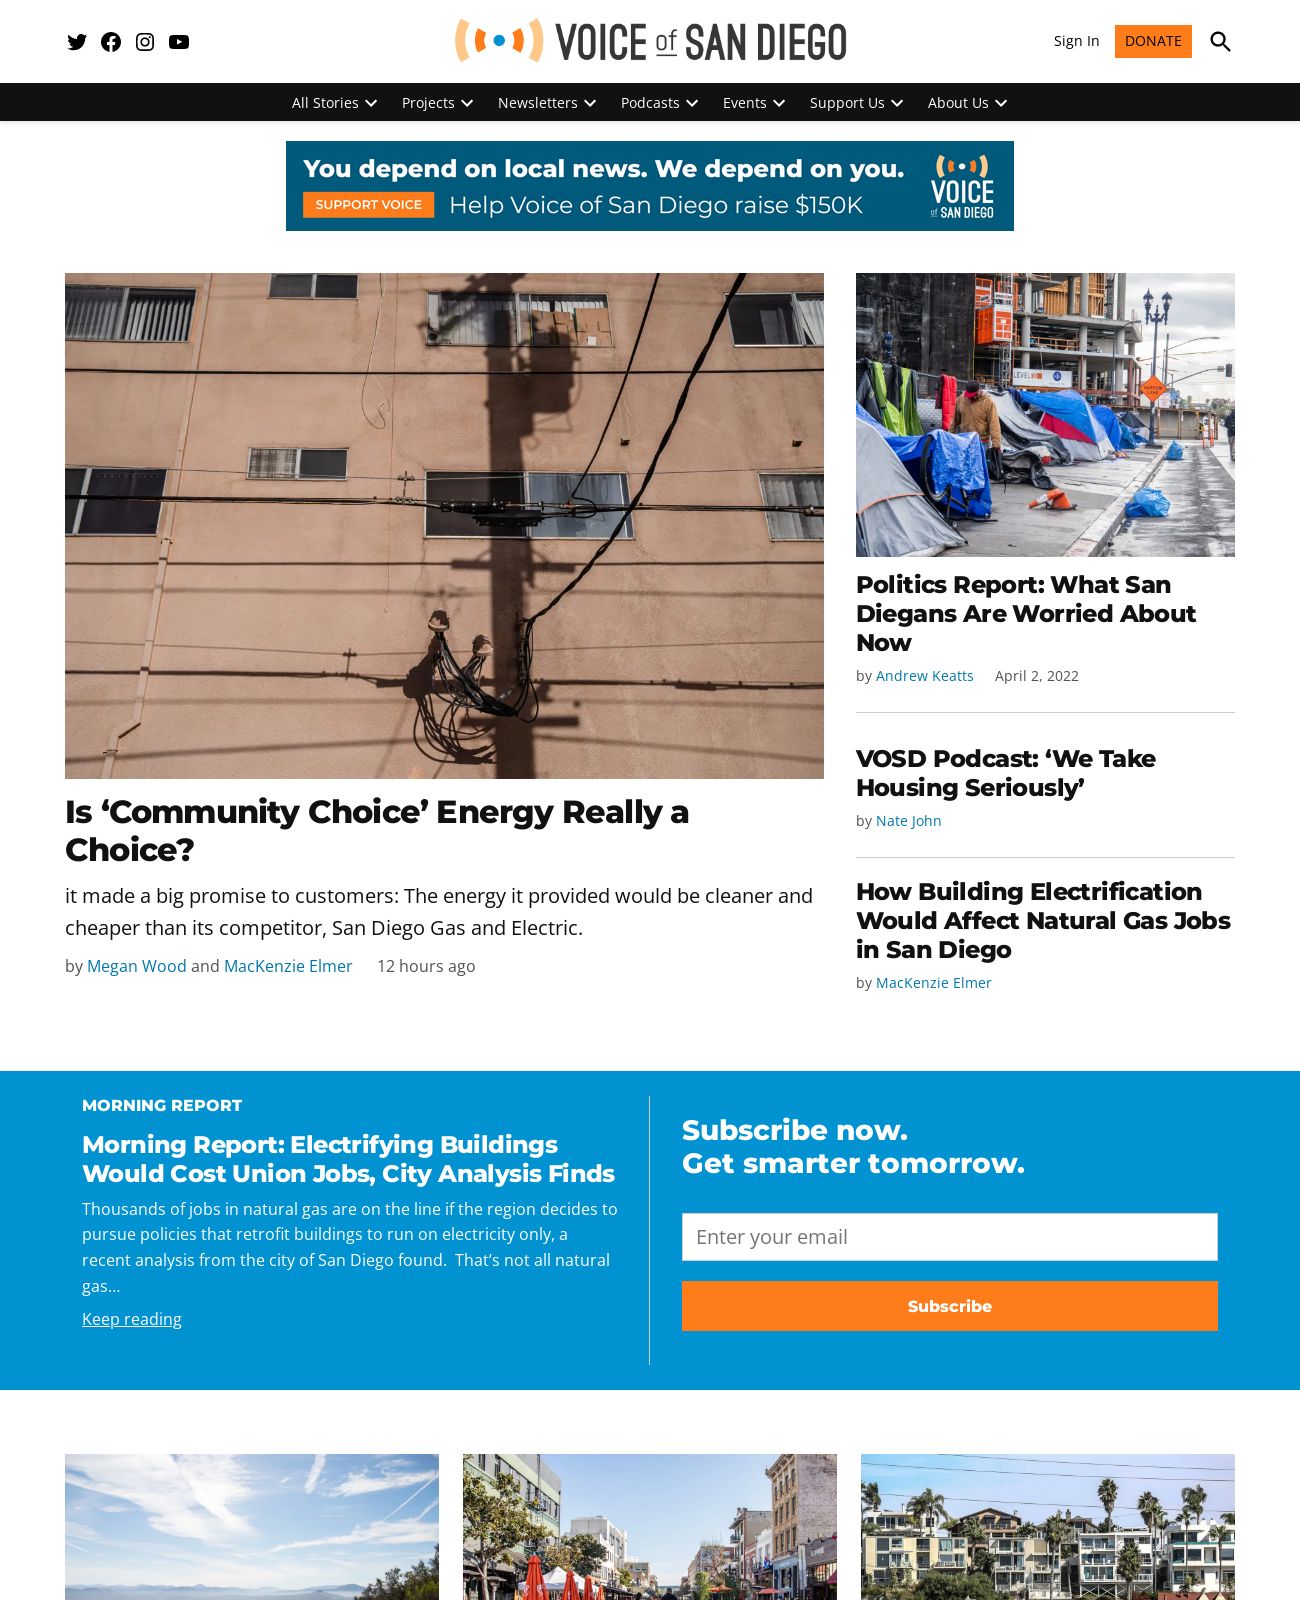 VOICE of SAN DIEGO
Sign In
DONATE
All Stories
Projects
Newsletters
Podcasts
Events
Support Us
About Us
You depend on local news. We depend on you.
SUPPORT VOICE
Help Voice of San Diego raise $150K
VOICE
of SAN DIEGO
LEVEL
NARROW
LANE
Is ‘Community Choice’ Energy Really a
Choice?
it made a big promise to customers: The energy it provided would be cleaner and
cheaper than its competitor, San Diego Gas and Electric.
by Megan Wood and MacKenzie Elmer
12 hours ago
Politics Report: What San
Diegans Are Worried About
Now
by Andrew Keatts
April 2, 2022
VOSD Podcast: ‘We Take
Housing Seriously’
by Nate John
How Building Electrification
Would Affect Natural Gas Jobs
in San Diego
by MacKenzie Elmer
MORNING REPORT
Morning Report: Electrifying Buildings
Would Cost Union Jobs, City Analysis Finds
Thousands of jobs in natural gas are on the line if the region decides to
pursue policies that retrofit buildings to run on electricity only, a
recent analysis from the city of San Diego found.  That’s not all natural
gas…
Keep reading
Subscribe now.
Get smarter tomorrow.
Enter your email
Subscribe